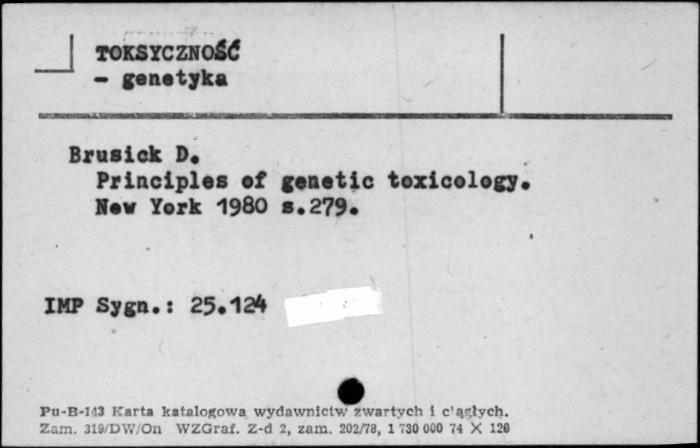 TOKSYCZNOŚĆ
- genetyka
Brusick D.
Principles of genetic toxicology.
New York 1980 s.279.
IMP Sygn.: 25.124
Pu-B-143 Karta katalogowa wydawnictw zwartych i c'ągłych.
Zam. 319/DW/On WZGraf. Z-d 2, zam. 202/78, 1 730 000 74 X 120